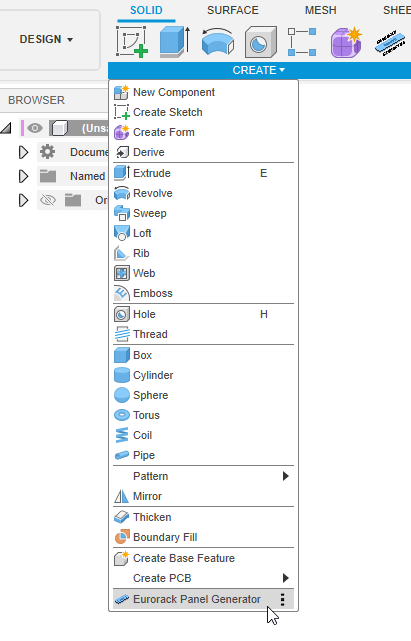 SOLID SURFACE MESH SHEE
DESIGN
CREATE
BROWSER
(Unsa
Docume
Named
Or
New Component
Create Sketch
Create Form
Derive
Extrude E
Revolve
Sweep
Loft
Rib
Web
Emboss
Hole H
Thread
Box
Cylinder
Sphere
Torus
Coil
Pipe
Pattern
Mirror
Thicken
Boundary Fill
Create Base Feature
Create PCB
Eurorack Panel Generator